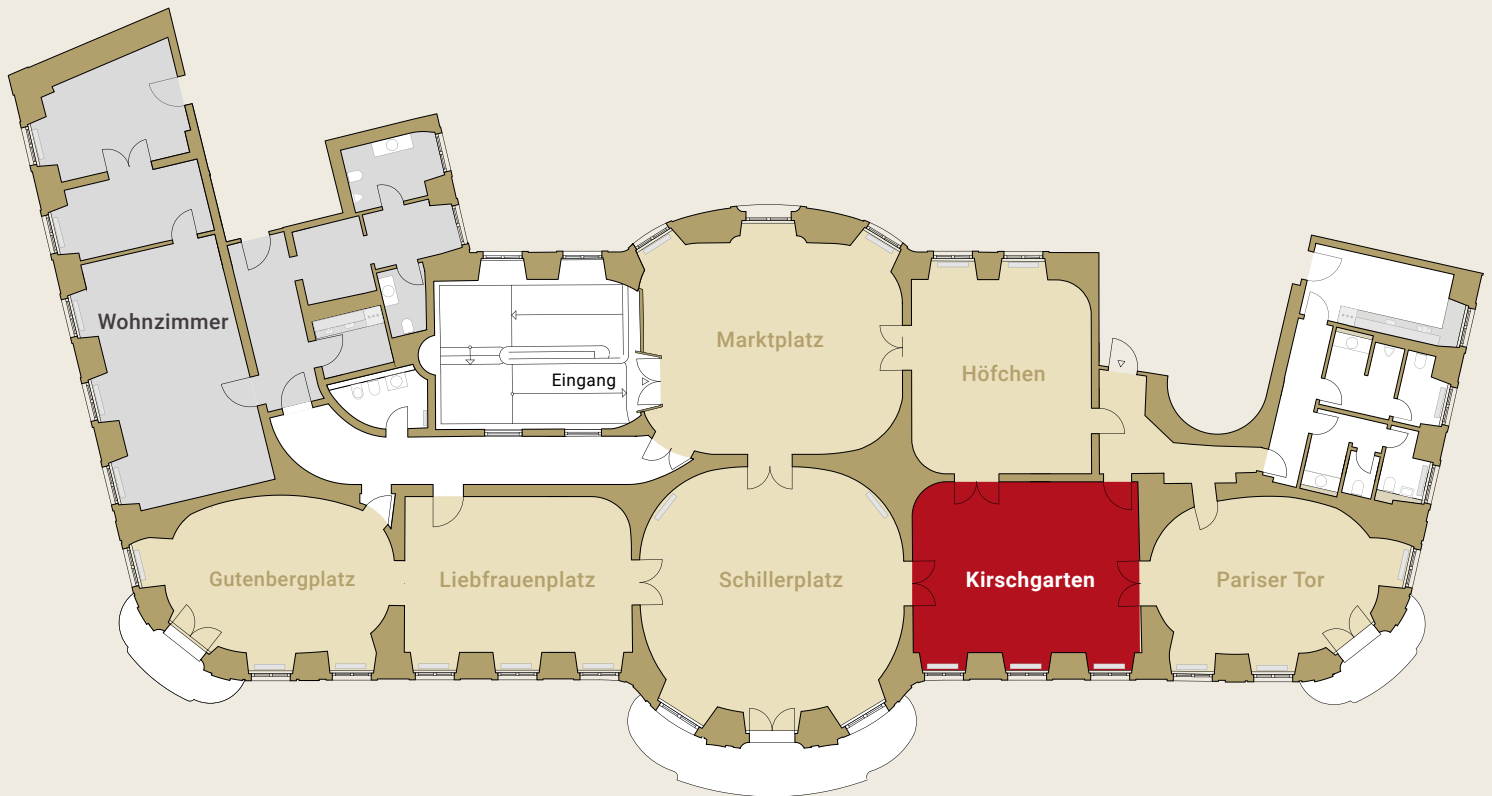 Wohnzimmer
Marktplatz
Eingang
Höfchen
Gutenbergplatz
Liebfrauenplatz
Schillerplatz
Kirschgarten
Pariser Tor